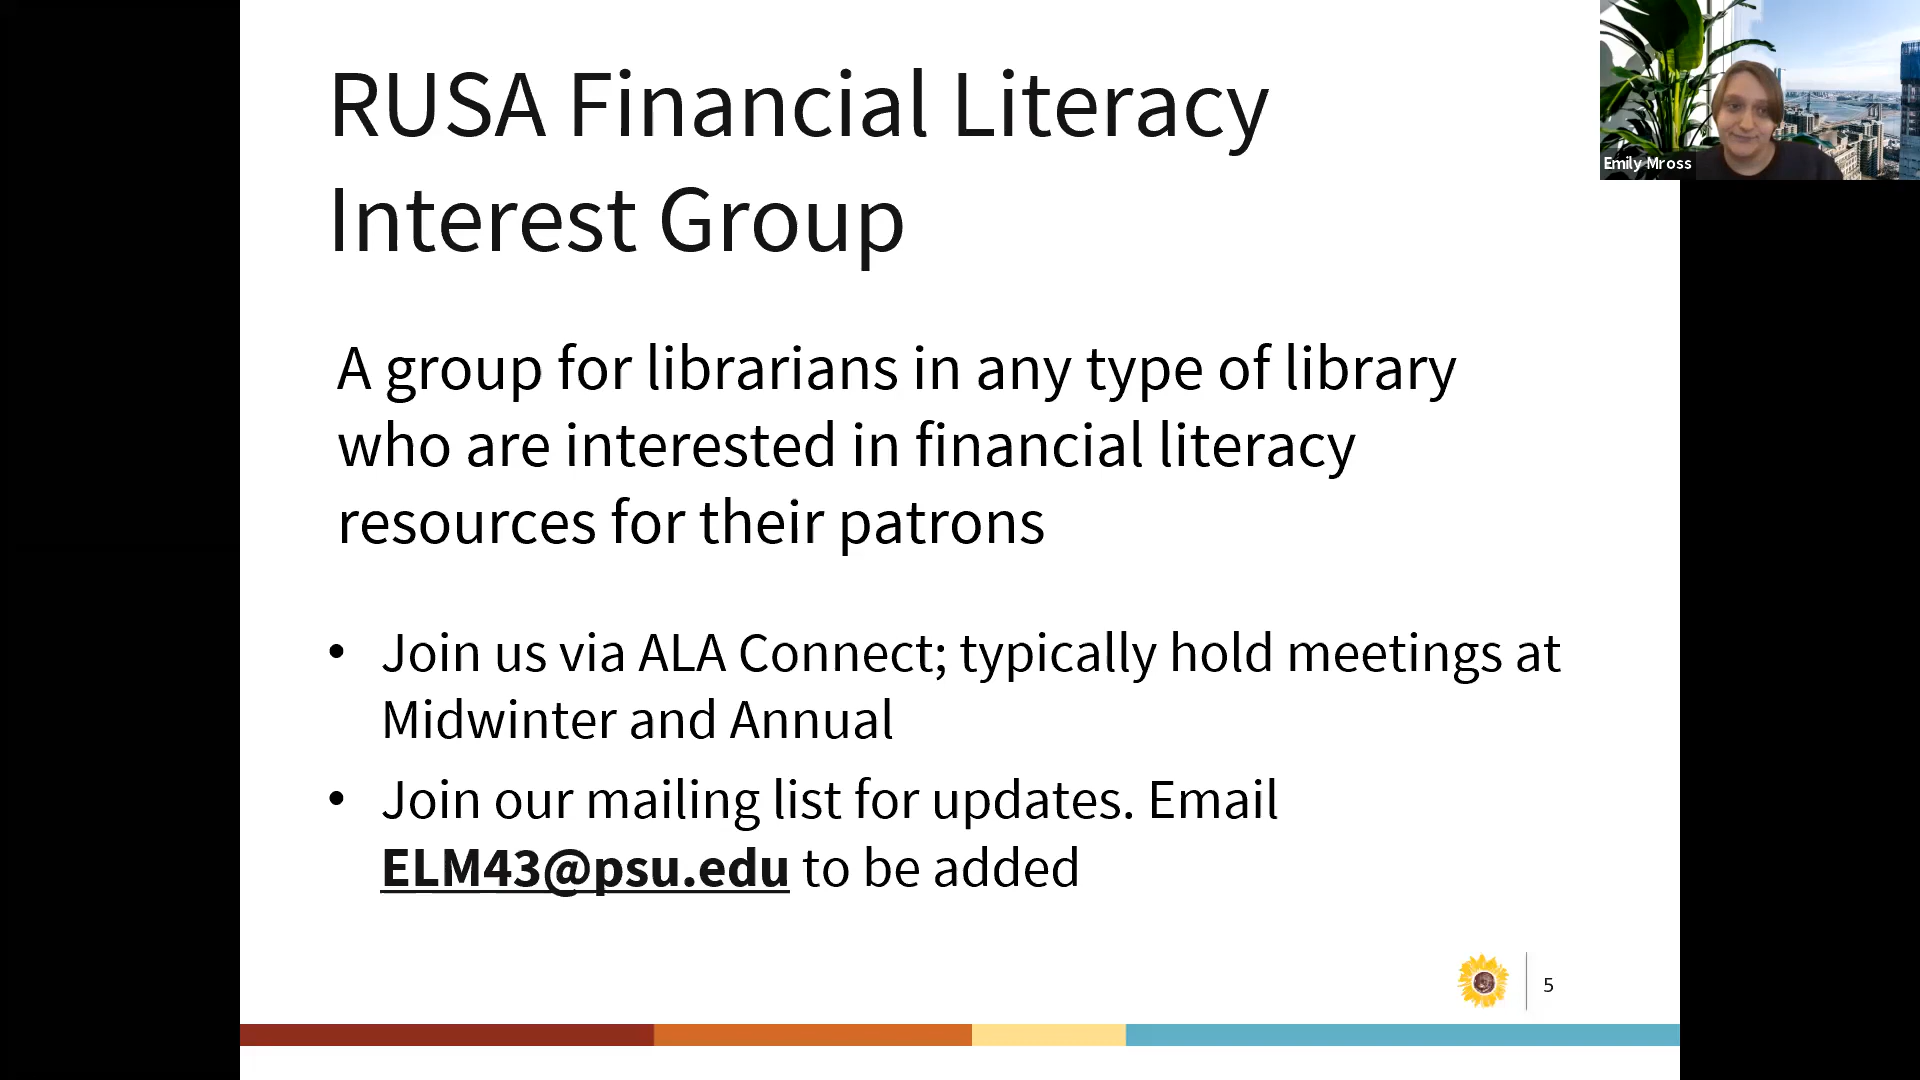 RUSA Financial Literacy
Interest Group
Emily Mross
A group for librarians in any type of library
who are interested in financial literacy
resources for their patrons
• Join us via ALA Connect; typically hold meetings at
Midwinter and Annual
• Join our mailing list for updates. Email
ELM43@psu.edu to be added
5